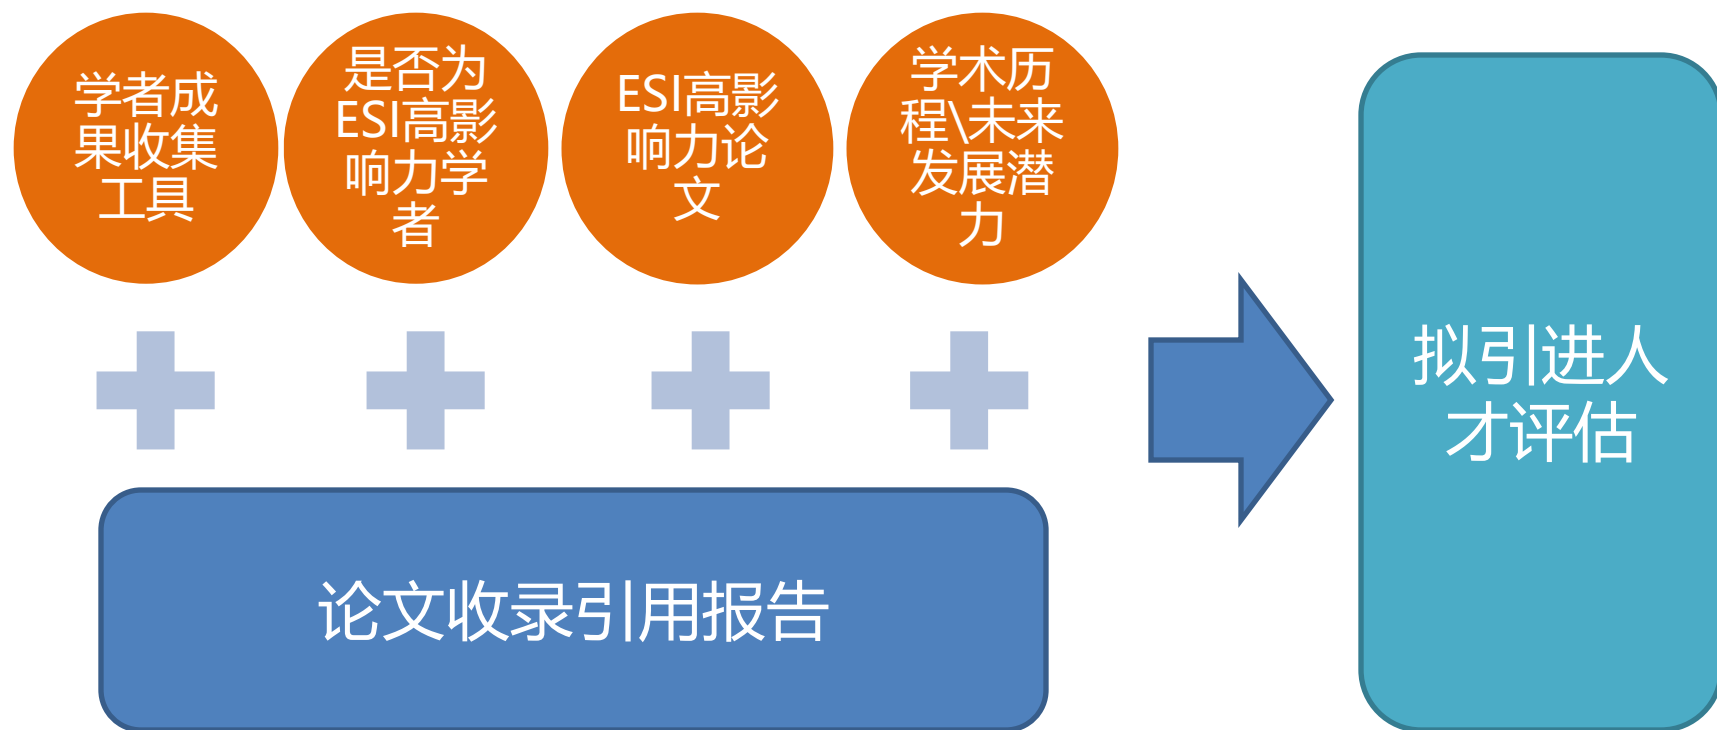 学者成
果收集
工具
是否为
ESI高影
响力学
者
ESI高影
响力论
文
学术历
程\未来
发展潜
力
论文收录引用报告
拟引进人
才评估